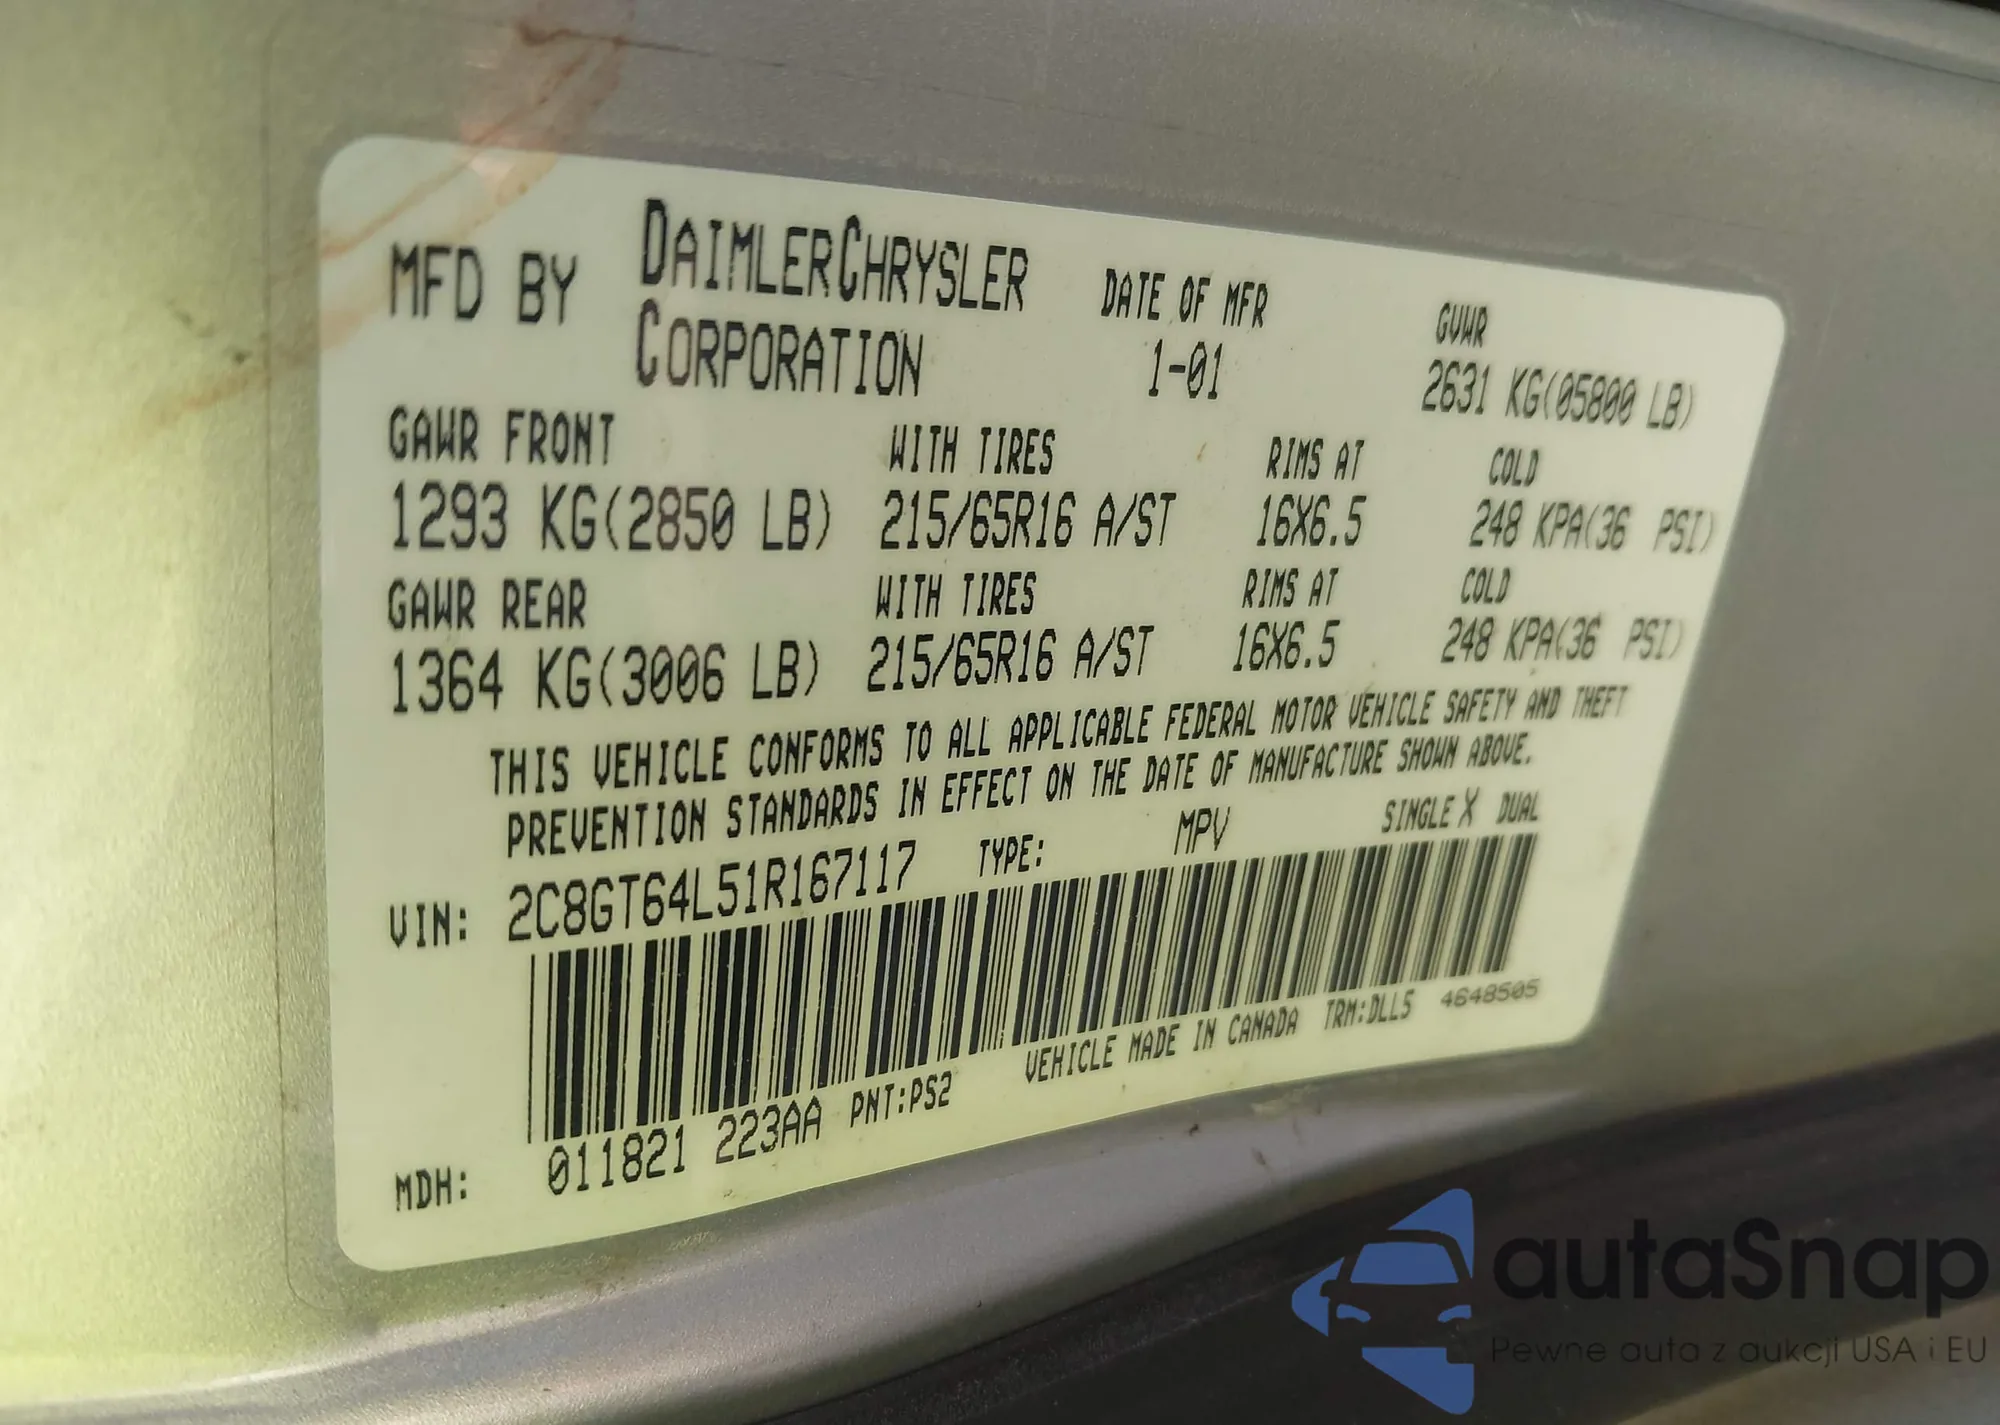 MFD BY DAIMLERCHRYSLER CORPORATION DATE OF MFR 1-01 GVWR 2631 KG(05800 LB)
GAWR FRONT WITH TIRES RIMS AT COLD
1293 KG(2850 LB) 215/65R16 A/ST 16X6.5 248 KPA(36 PSI)
GAWR REAR WITH TIRES RIMS AT COLD
1364 KG(3006 LB) 215/65R16 A/ST 16X6.5 248 KPA(36 PSI)
THIS VEHICLE CONFORMS TO ALL APPLICABLE FEDERAL MOTOR VEHICLE SAFETY AND THEFT
PREVENTION STANDARDS IN EFFECT ON THE DATE OF MANUFACTURE SHOWN ABOVE.
VIN: 2C8GT64L51R167117 TYPE: MPV SINGLE X DUAL
MDH: 011821 223AA PNT:PS2 VEHICLE MADE IN CANADA TRM:DLL5 4648505
autaSnap
Pewne auta z aukcji USA i EU